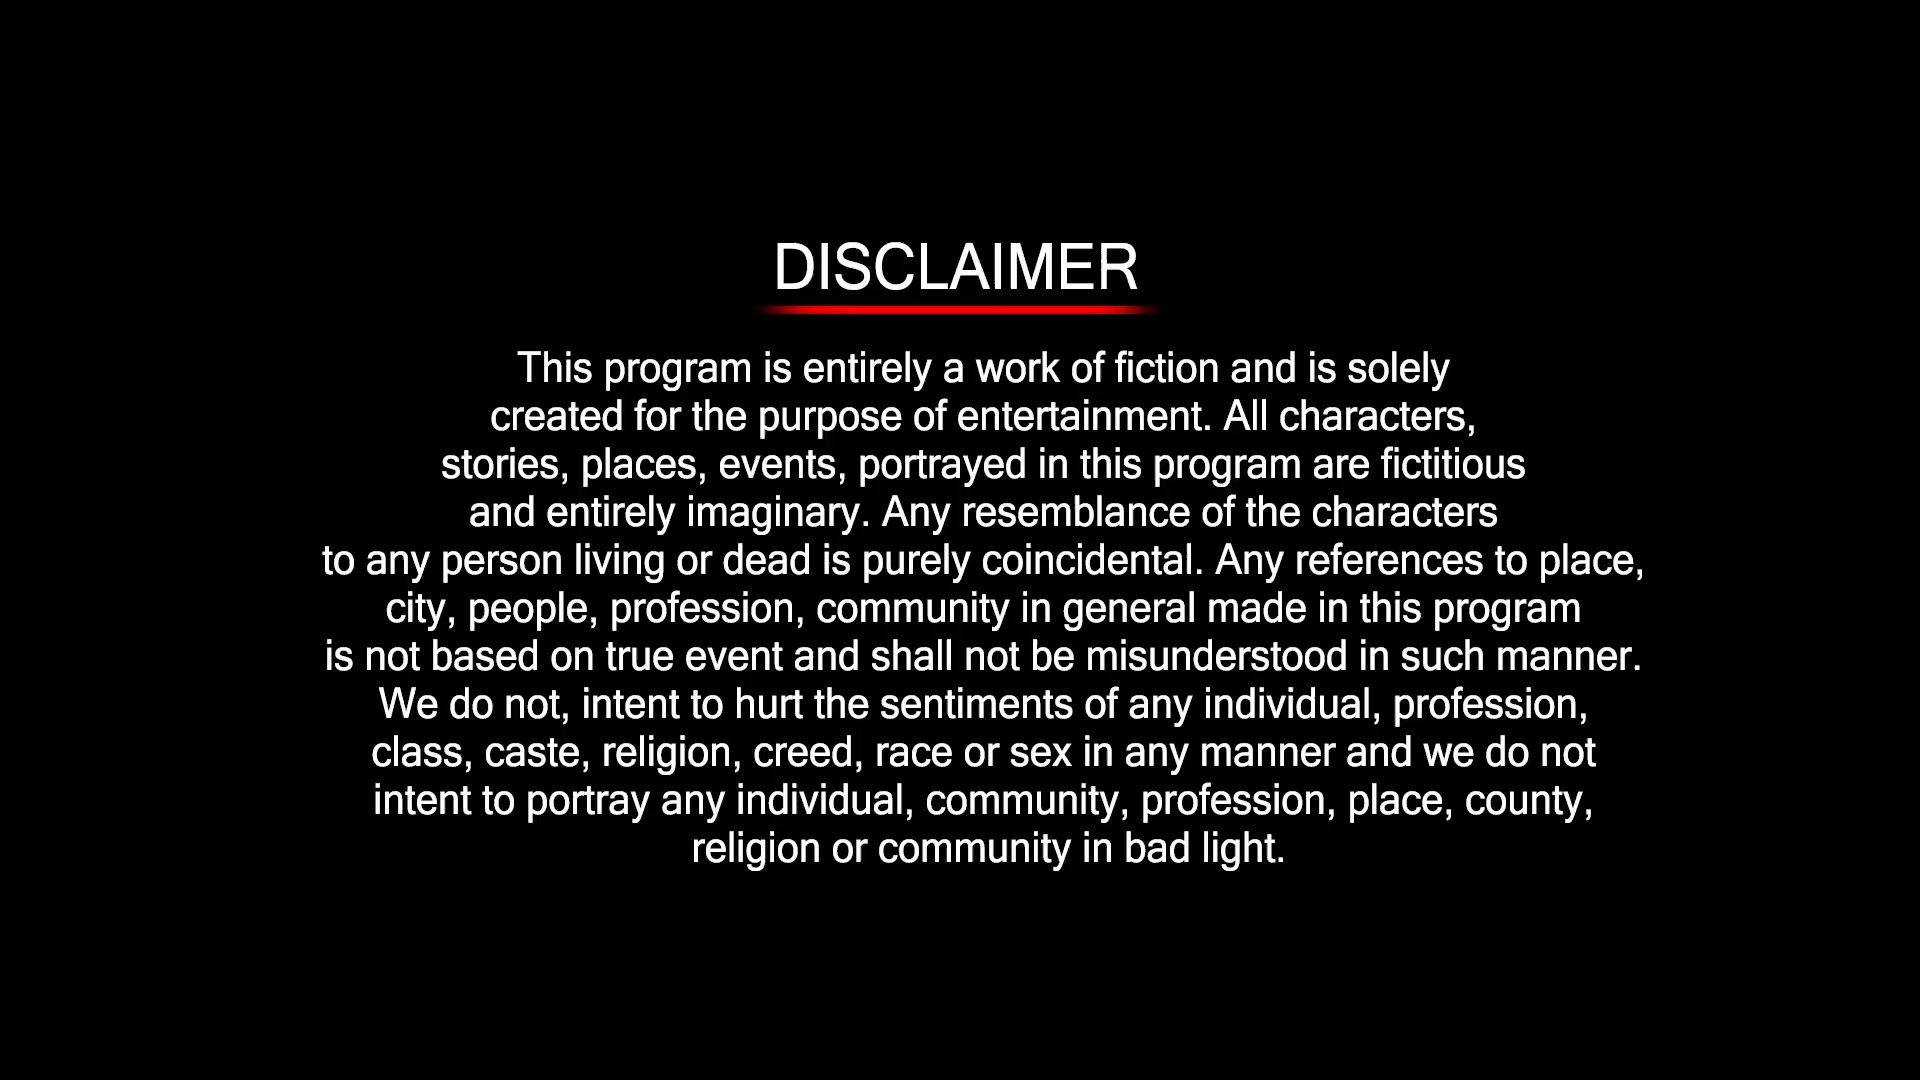 DISCLAIMER
This program is entirely a work of fiction and is solely
created for the purpose of entertainment. All characters,
stories, places, events, portrayed in this program are fictitious
and entirely imaginary. Any resemblance of the characters
to any person living or dead is purely coincidental. Any references to place,
city, people, profession, community in general made in this program
is not based on true event and shall not be misunderstood in such manner.
We do not, intent to hurt the sentiments of any individual, profession,
class, caste, religion, creed, race or sex in any manner and we do not
intent to portray any individual, community, profession, place, county,
religion or community in bad light.